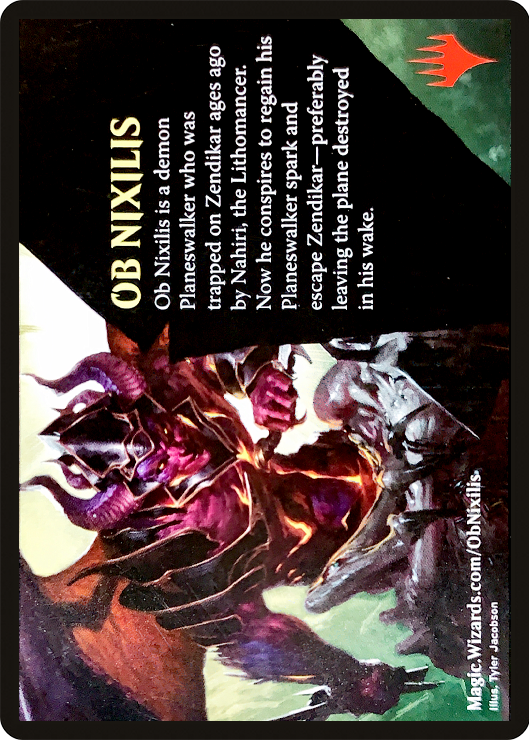 OB NIXILIS
Ob Nixilis is a demon
Planeswalker who was
trapped on Zendikar ages ago
by Nahiri, the Lithomancer.
Now he conspires to regain his
Planeswalker spark and
escape Zendikar—preferably
leaving the plane destroyed
in his wake.
Magic.Wizards.com/ObNixilis
Illus. Tyler Jacobson